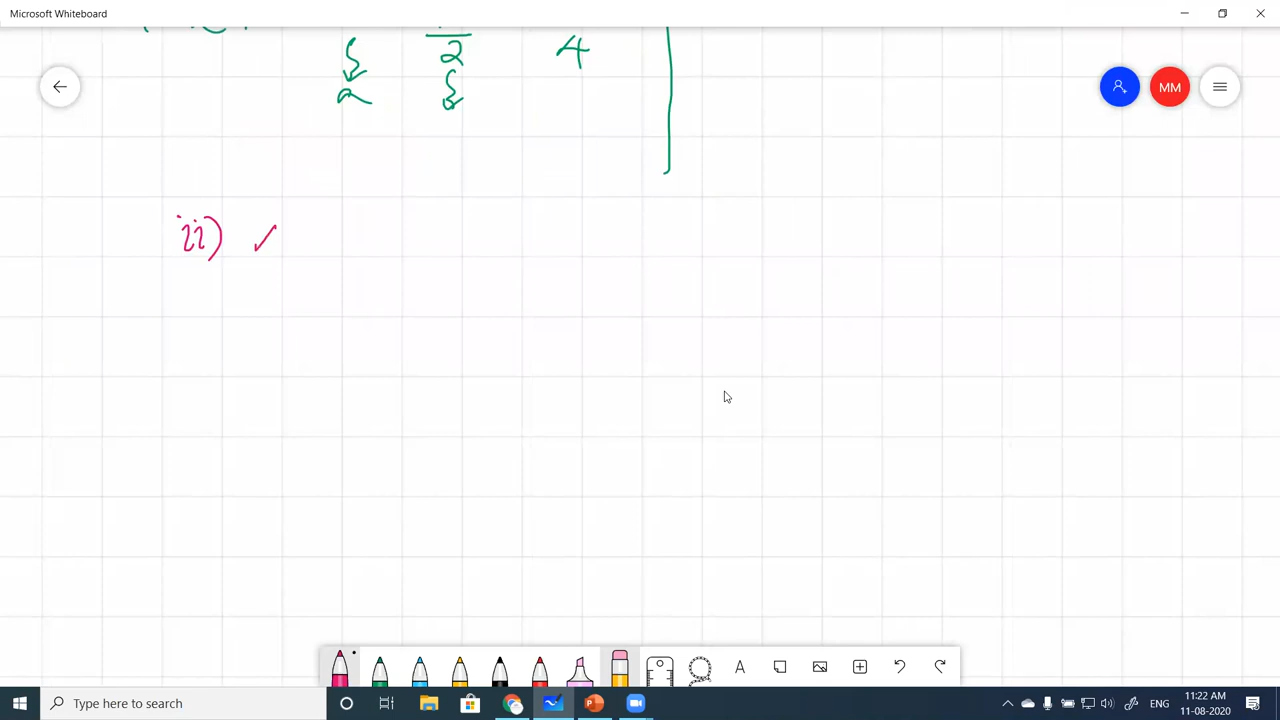 Microsoft Whiteboard
2 4
MM
ii) ✓
A
Type here to search
ENG
11:22 AM
11-08-2020